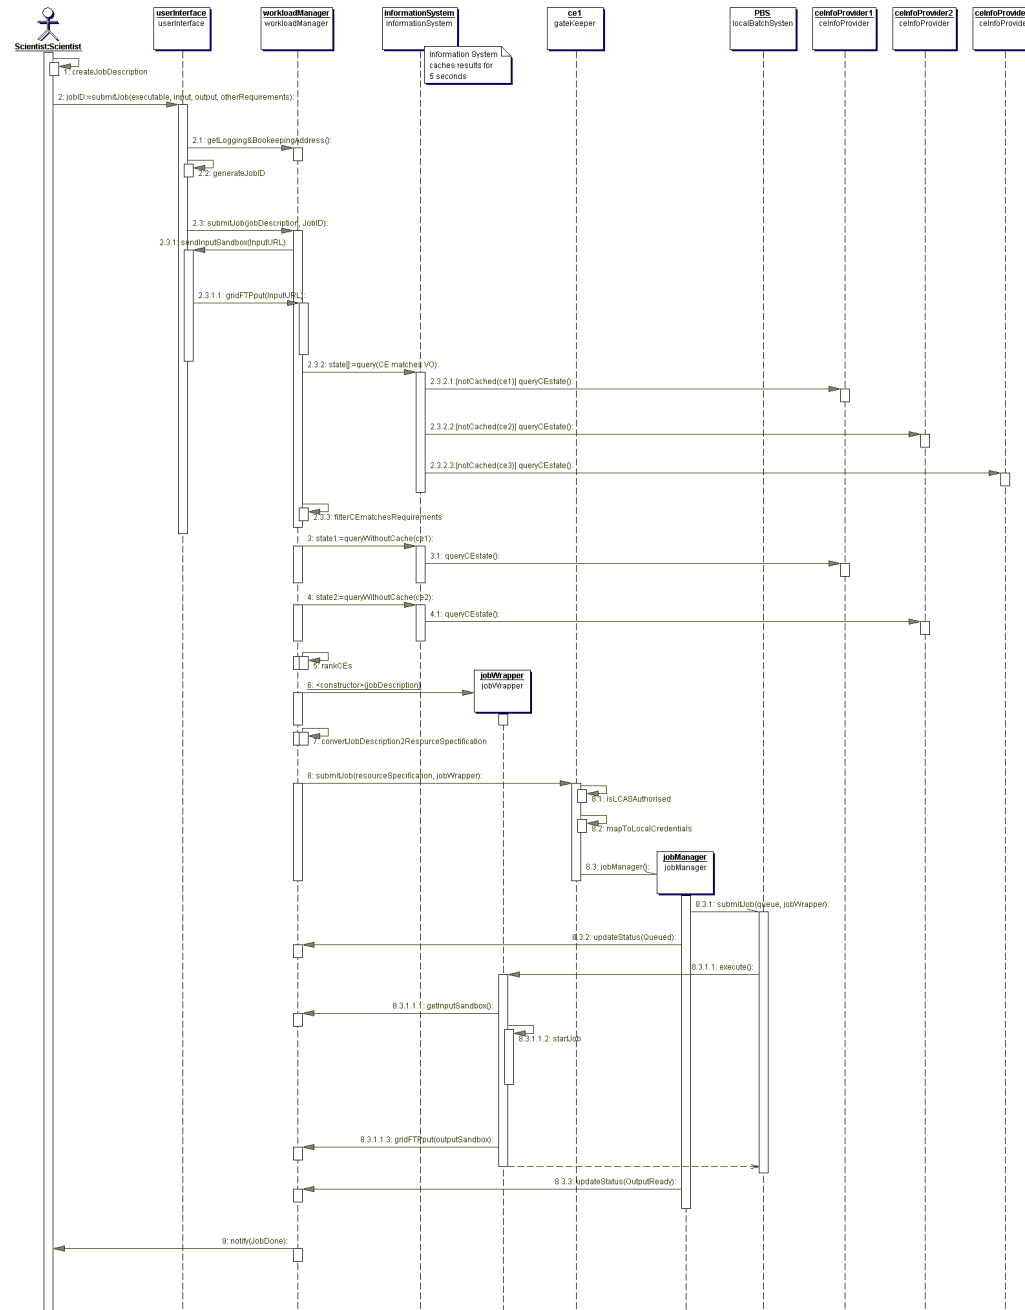 userInterface
userInterface
workloadManager
workloadManager
informationSystem
informationSystem
ce1
gateKeeper
PBS
localBatchSysten
ceInfoProvider1
ceInfoProvider
ceInfoProvider2
ceInfoProvider
ceInfoProvide
ceInfoProvide
Scientist:Scientist
Information System
caches results for
5 seconds
1: createJobDescription
2: jobID:=submitJob(executable, input, output, otherRequirements):
2.1: getLogging&BookeepingAddress():
2.2: generateJobID
2.3: submitJob(jobDescription, JobID):
2.3.1: sendInputSandbox(InputURL):
2.3.1.1: gridFTPput(InputURL):
2.3.2: state[]:=query(CE matches VO):
2.3.2.1:[notCached(ce1)] queryCEstate():
2.3.2.2:[notCached(ce2)] queryCEstate():
2.3.2.3:[notCached(ce3)] queryCEstate():
2.3.3: filterCEmatchesRequirements
3: state1:=queryWithoutCache(ce1):
3.1: queryCEstate():
4: state2:=queryWithoutCache(ce2):
4.1: queryCEstate():
5: rankCEs
jobWrapper
jobWrapper
6: <constructor>(jobDescription)
7: convertJobDescription2ResourceSpectification
8: submitJob(resourceSpecification, jobWrapper):
8.1: isLCASAuthorised
8.2: mapToLocalCredentials
jobManager
jobManager
8.3: jobManager():
8.3.1: submitJob(queue, jobWrapper):
8.3.2: updateStatus(Queued):
8.3.1.1: execute():
8.3.1.1.1: getInputSandbox():
8.3.1.1.2: startJob
8.3.1.1.3: gridFTPput(outputSandbox):
8.3.3: updateStatus(OutputReady):
9: notify(JobDone):